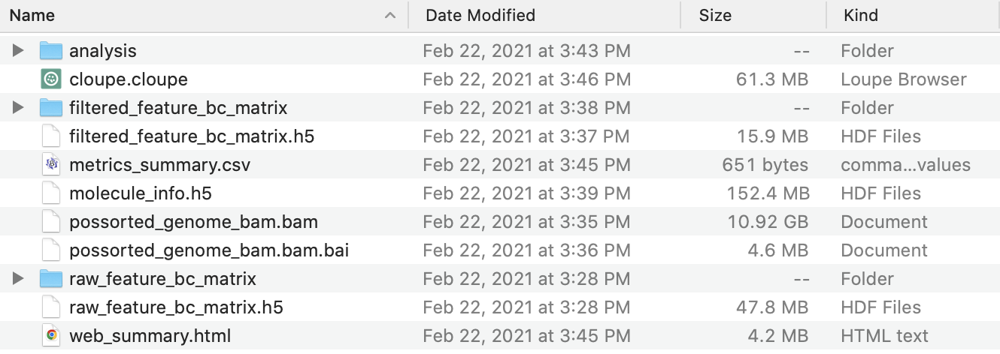 Name Date Modified Size Kind
analysis Feb 22, 2021 at 3:43 PM -- Folder
cloupe.cloupe Feb 22, 2021 at 3:46 PM 61.3 MB Loupe Browser
filtered_feature_bc_matrix Feb 22, 2021 at 3:38 PM -- Folder
filtered_feature_bc_matrix.h5 Feb 22, 2021 at 3:37 PM 15.9 MB HDF Files
metrics_summary.csv Feb 22, 2021 at 3:45 PM 651 bytes comma...values
molecule_info.h5 Feb 22, 2021 at 3:39 PM 152.4 MB HDF Files
possorted_genome_bam.bam Feb 22, 2021 at 3:35 PM 10.92 GB Document
possorted_genome_bam.bam.bai Feb 22, 2021 at 3:36 PM 4.6 MB Document
raw_feature_bc_matrix Feb 22, 2021 at 3:28 PM -- Folder
raw_feature_bc_matrix.h5 Feb 22, 2021 at 3:28 PM 47.8 MB HDF Files
web_summary.html Feb 22, 2021 at 3:45 PM 4.2 MB HTML text